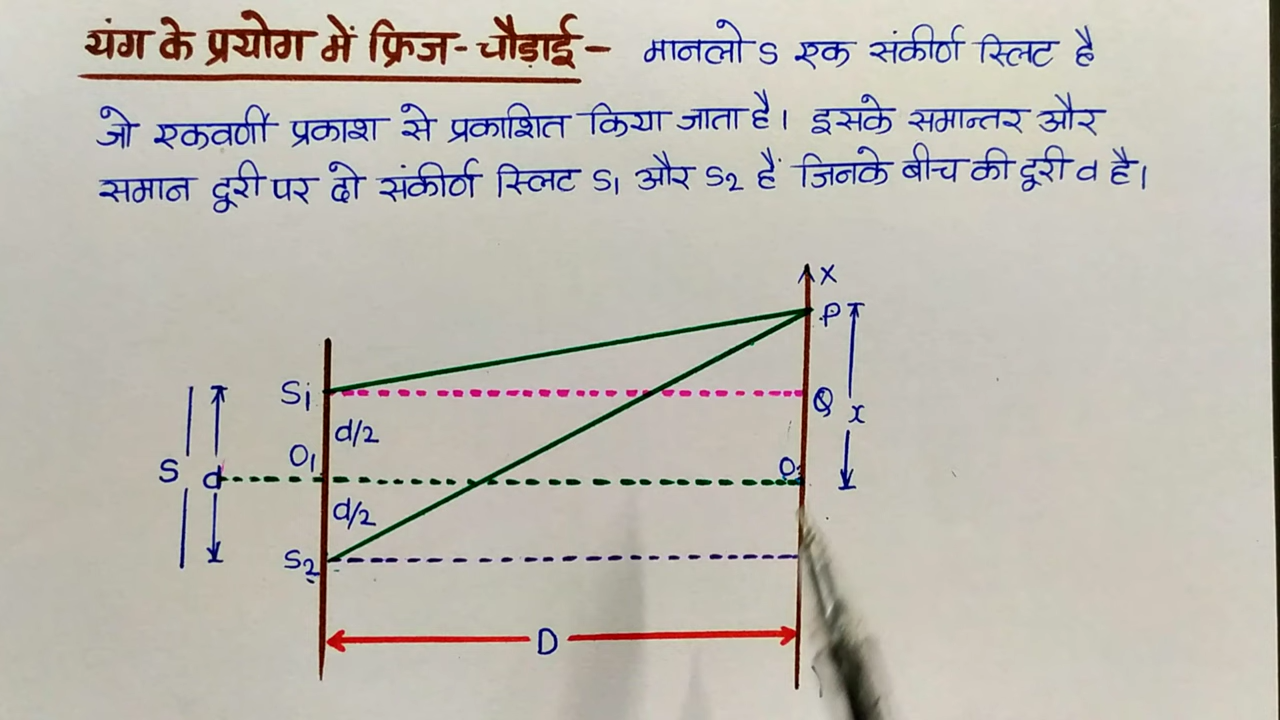 यंग के प्रयोग में फ्रिंज-चौड़ाई - मानलो S एक संकीर्ण स्लिट है
जो एकवर्णी प्रकाश से प्रकाशित किया जाता है। इसके समान्तर और
समान दूरी पर दो संकीर्ण स्लिट S₁ और S₂ हैं जिनके बीच की दूरी d है।
X
P
S₁
Q
x
d/2
O₁
S
d
d/2
S₂
D